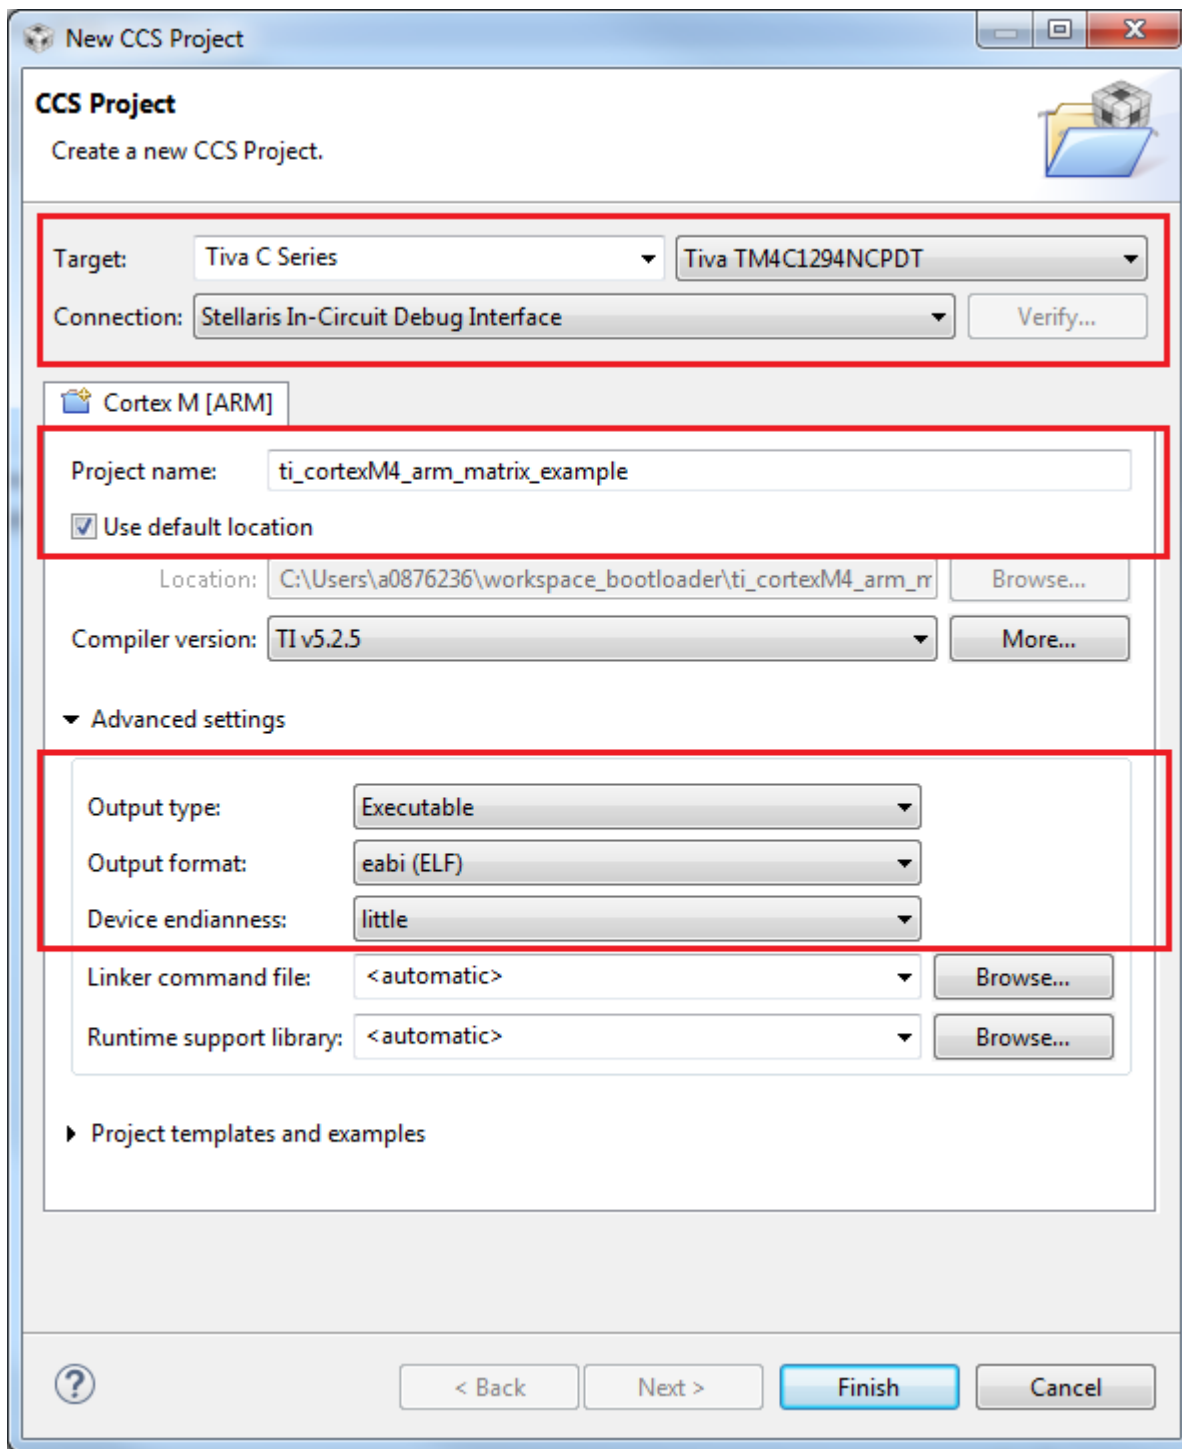 New CCS Project
CCS Project
Create a new CCS Project.
Target: Tiva C Series Tiva TM4C1294NCPDT
Connection: Stellaris In-Circuit Debug Interface Verify...
Cortex M [ARM]
Project name: ti_cortexM4_arm_matrix_example
Use default location
Location: C:\Users\a0876236\workspace_bootloader\ti_cortexM4_arm_m Browse...
Compiler version: TI v5.2.5 More...
Advanced settings
Output type: Executable
Output format: eabi (ELF)
Device endianness: little
Linker command file: <automatic> Browse...
Runtime support library: <automatic> Browse...
Project templates and examples
? < Back Next > Finish Cancel